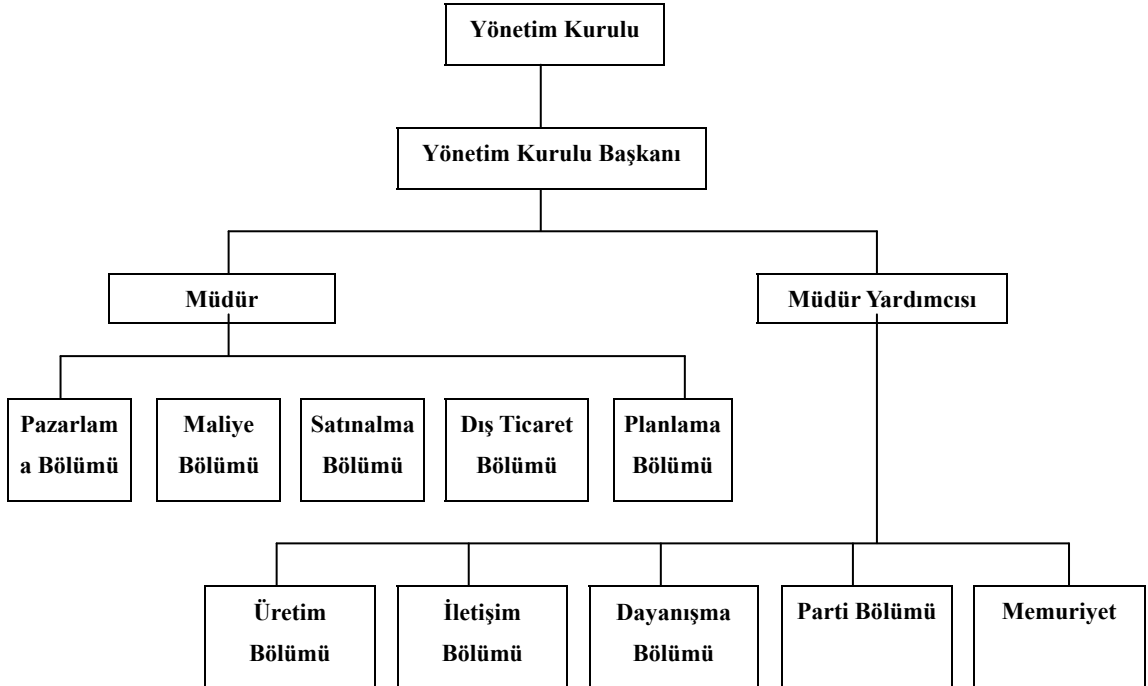 Yönetim Kurulu
Yönetim Kurulu Başkanı
Müdür
Müdür Yardımcısı
Pazarlam
a Bölümü
Maliye
Bölümü
Satınalma
Bölümü
Dış Ticaret
Bölümü
Planlama
Bölümü
Üretim
Bölümü
İletişim
Bölümü
Dayanışma
Bölümü
Parti Bölümü
Memuriyet